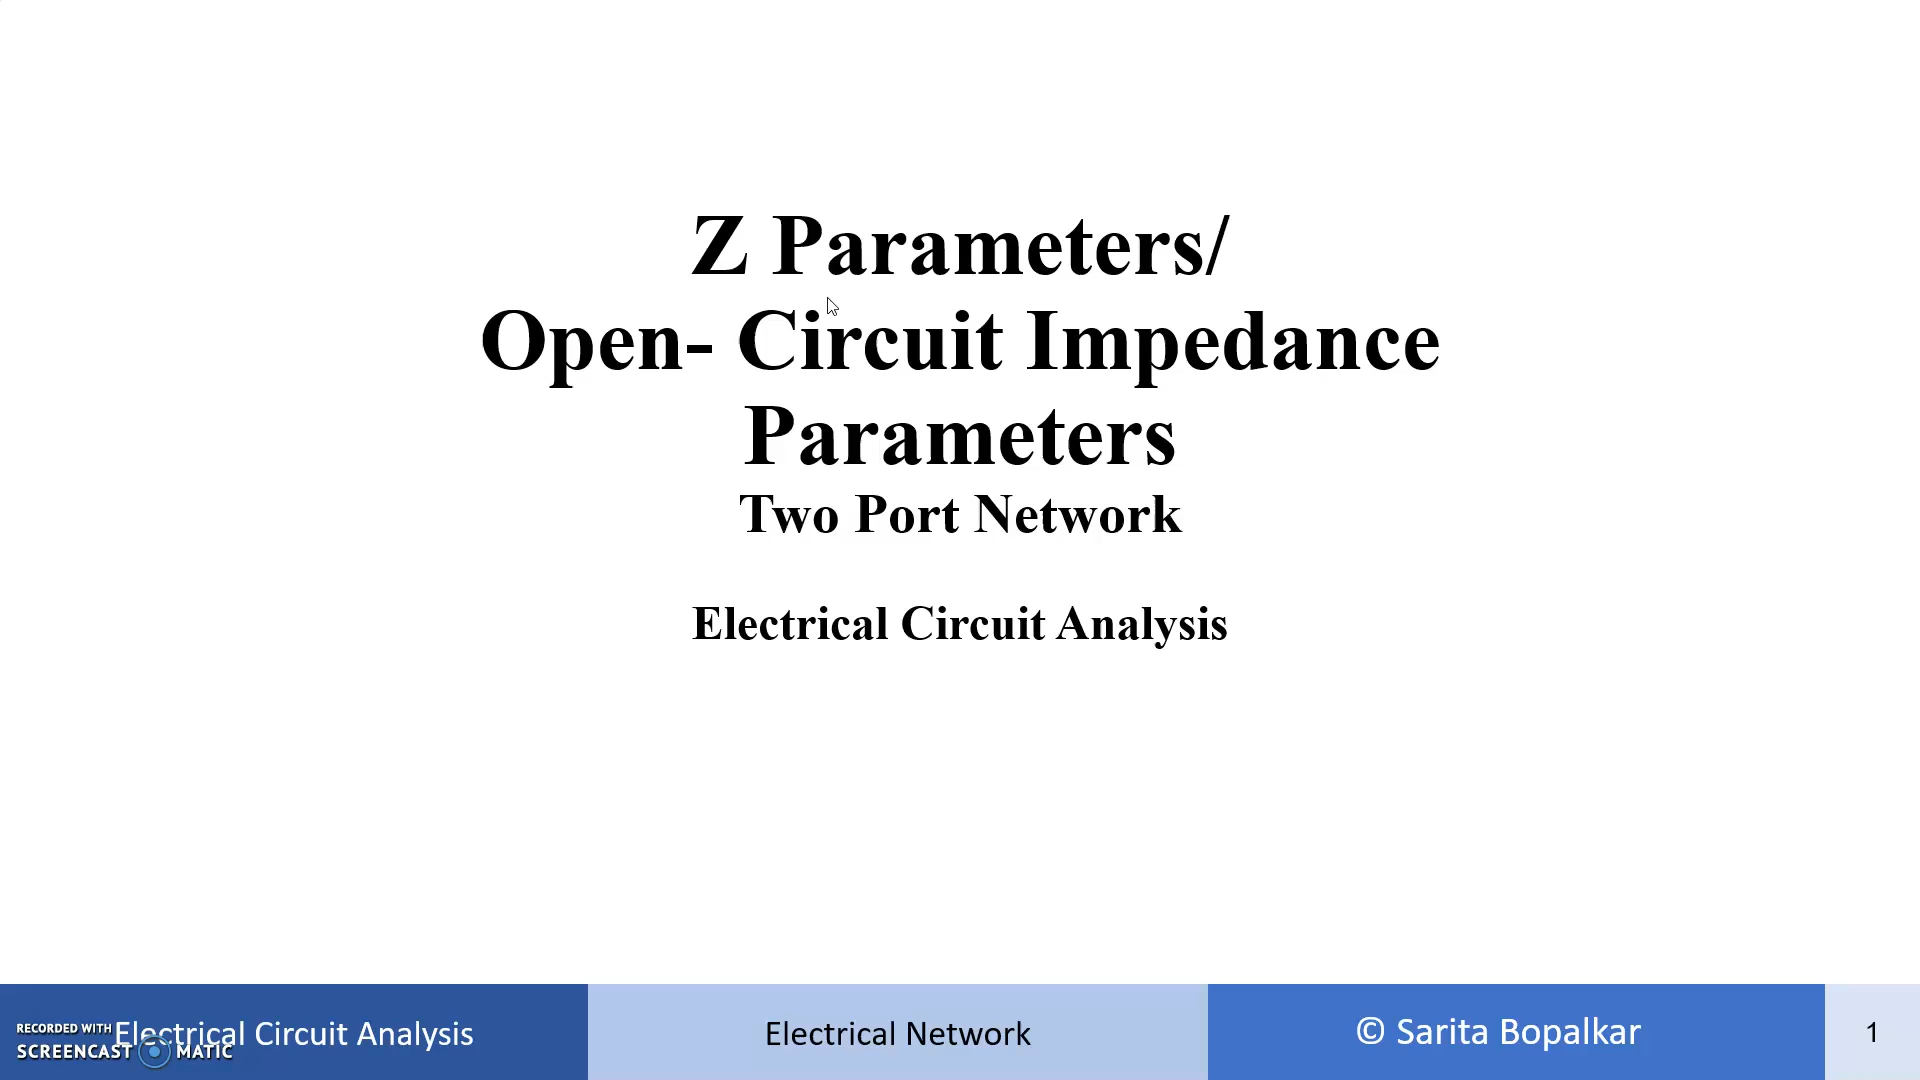 Z Parameters/
Open- Circuit Impedance
Parameters
Two Port Network
Electrical Circuit Analysis
Electrical Circuit Analysis
RECORDED WITH
SCREENCAST MATIC
Electrical Network
© Sarita Bopalkar
1